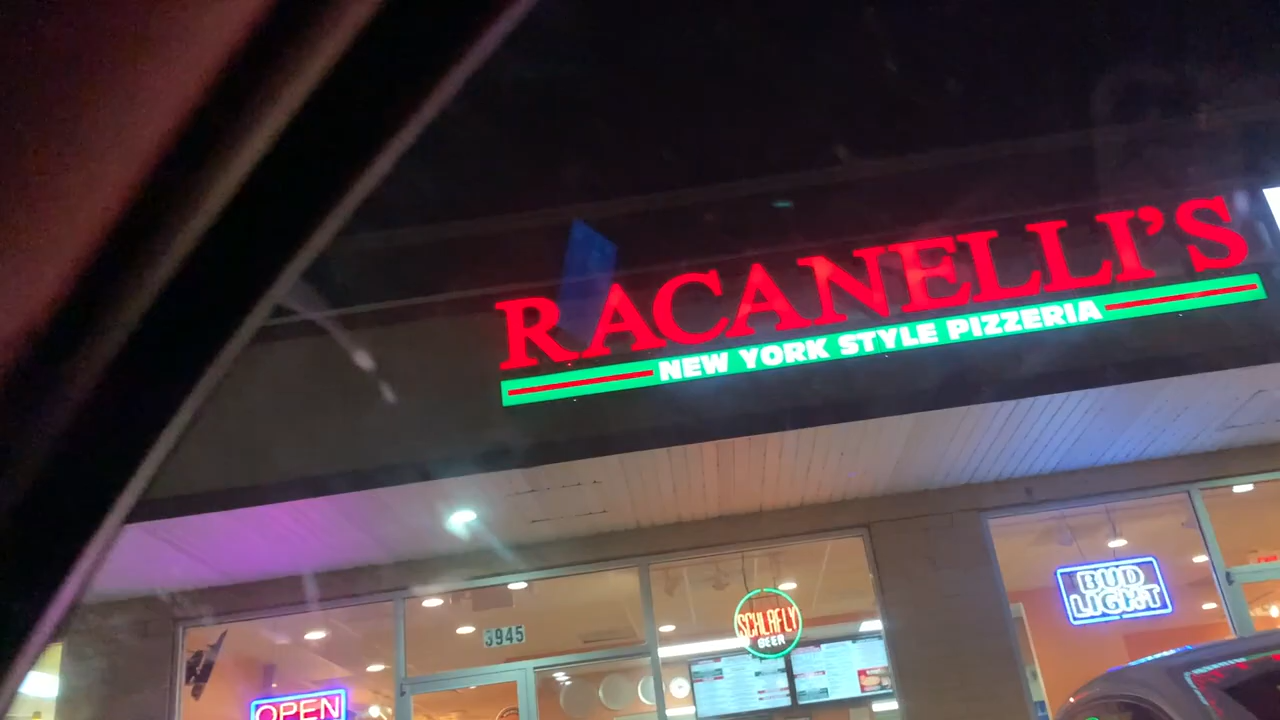 RACANELLI'S
NEW YORK STYLE PIZZERIA
BUD
LIGHT
SCHLAFLY
BEER
3945
OPEN